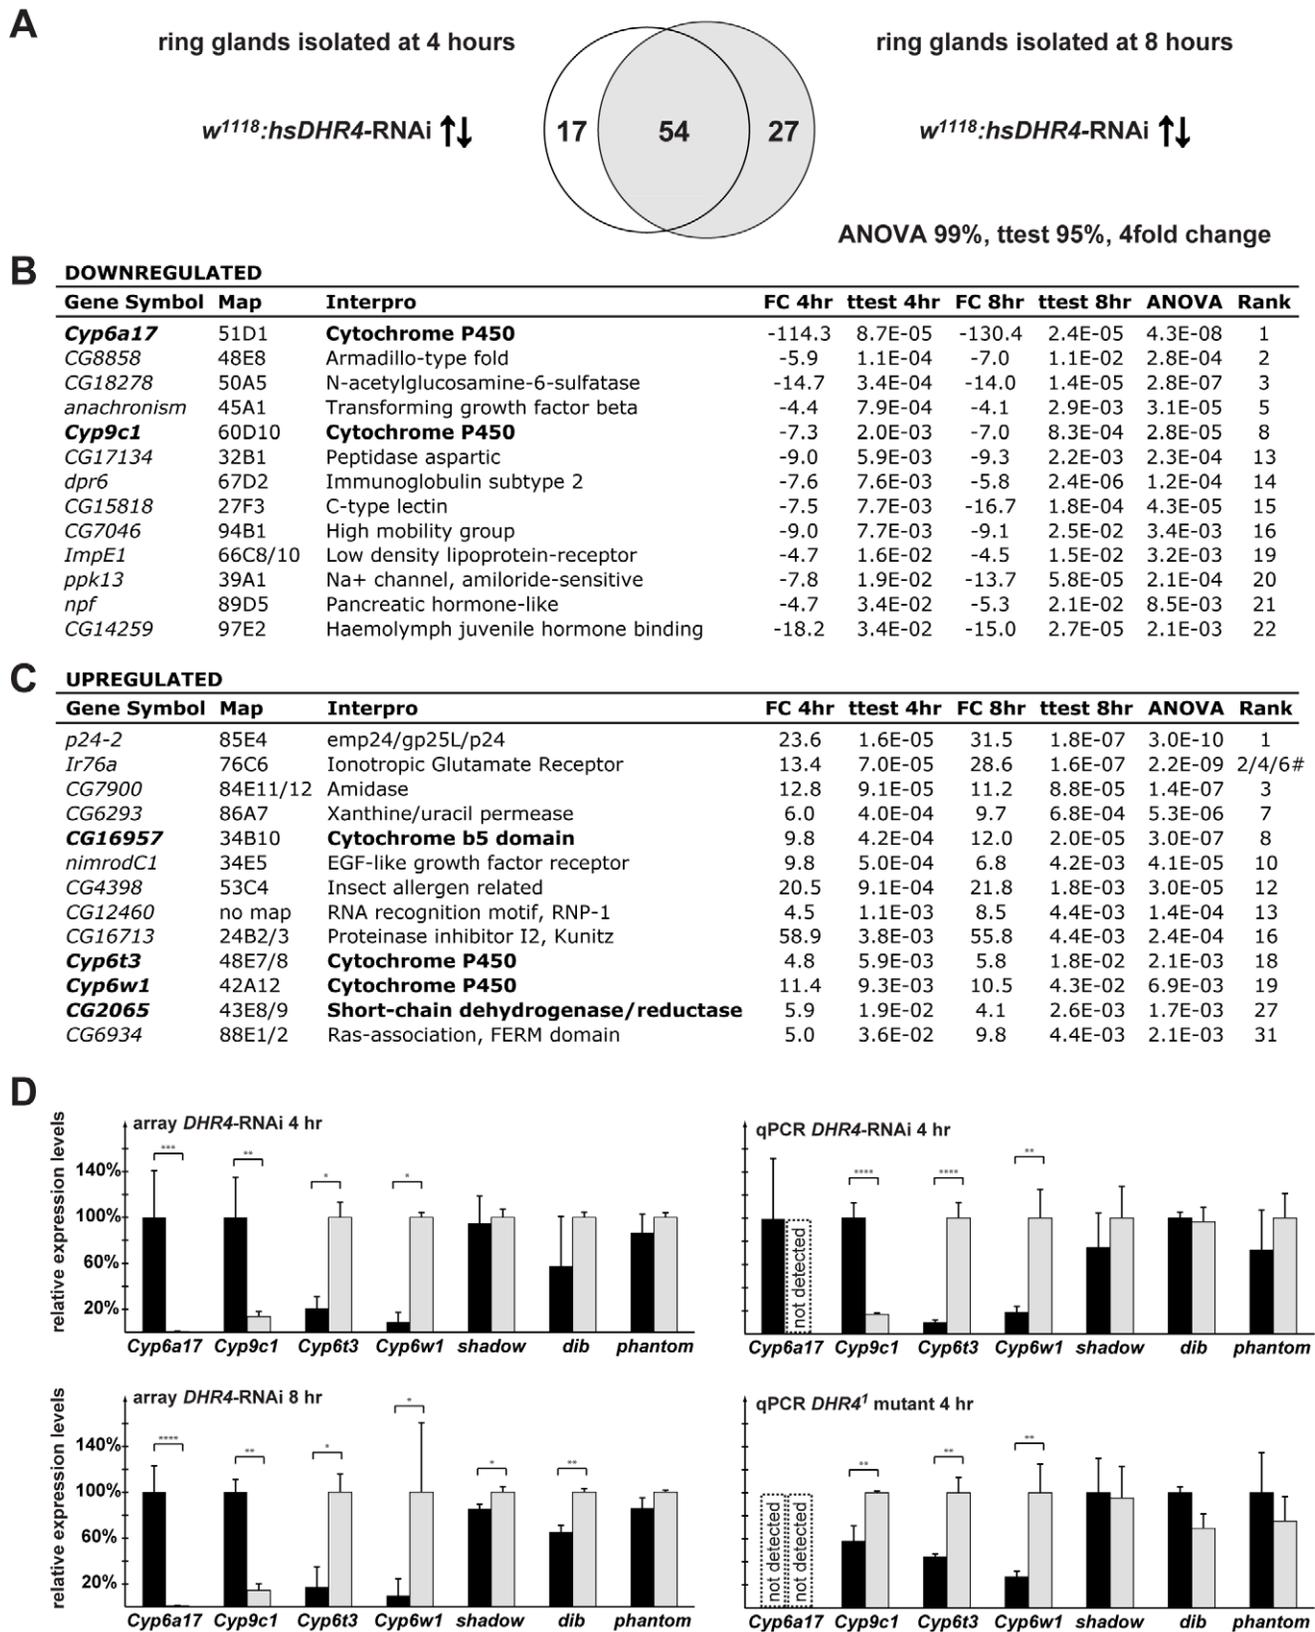 A
ring glands isolated at 4 hours
ring glands isolated at 8 hours
w1118:hsDHR4-RNAi ↑↓
17
54
27
w1118:hsDHR4-RNAi ↑↓
ANOVA 99%, ttest 95%, 4fold change
B
DOWNREGULATED
Gene Symbol Map Interpro FC 4hr ttest 4hr FC 8hr ttest 8hr ANOVA Rank
Cyp6a17 51D1 Cytochrome P450 -114.3 8.7E-05 -130.4 2.4E-05 4.3E-08 1
CG8858 48E8 Armadillo-type fold -5.9 1.1E-04 -7.0 1.1E-02 2.8E-04 2
CG18278 50A5 N-acetylglucosamine-6-sulfatase -14.7 3.4E-04 -14.0 1.4E-05 2.8E-07 3
anachronism 45A1 Transforming growth factor beta -4.4 7.9E-04 -4.1 2.9E-03 3.1E-05 5
Cyp9c1 60D10 Cytochrome P450 -7.3 2.0E-03 -7.0 8.3E-04 2.8E-05 8
CG17134 32B1 Peptidase aspartic -9.0 5.9E-03 -9.3 2.2E-03 2.3E-04 13
dpr6 67D2 Immunoglobulin subtype 2 -7.6 7.6E-03 -5.8 2.4E-06 1.2E-04 14
CG15818 27F3 C-type lectin -7.5 7.7E-03 -16.7 1.8E-04 4.3E-05 15
CG7046 94B1 High mobility group -9.0 7.7E-03 -9.1 2.5E-02 3.4E-03 16
ImpE1 66C8/10 Low density lipoprotein-receptor -4.7 1.6E-02 -4.5 1.5E-02 3.2E-03 19
ppk13 39A1 Na+ channel, amiloride-sensitive -7.8 1.9E-02 -13.7 5.8E-05 2.1E-04 20
npf 89D5 Pancreatic hormone-like -4.7 3.4E-02 -5.3 2.1E-02 8.5E-03 21
CG14259 97E2 Haemolymph juvenile hormone binding -18.2 3.4E-02 -15.0 2.7E-05 2.1E-03 22
C
UPREGULATED
Gene Symbol Map Interpro FC 4hr ttest 4hr FC 8hr ttest 8hr ANOVA Rank
p24-2 85E4 emp24/gp25L/p24 23.6 1.6E-05 31.5 1.8E-07 3.0E-10 1
Ir76a 76C6 Ionotropic Glutamate Receptor 13.4 7.0E-05 28.6 1.6E-07 2.2E-09 2/4/6#
CG7900 84E11/12 Amidase 12.8 9.1E-05 11.2 8.8E-05 1.4E-07 3
CG6293 86A7 Xanthine/uracil permease 6.0 4.0E-04 9.7 6.8E-04 5.3E-06 7
CG16957 34B10 Cytochrome b5 domain 9.8 4.2E-04 12.0 2.0E-05 3.0E-07 8
nimrodC1 34E5 EGF-like growth factor receptor 9.8 5.0E-04 6.8 4.2E-03 4.1E-05 10
CG4398 53C4 Insect allergen related 20.5 9.1E-04 21.8 1.8E-03 3.0E-05 12
CG12460 no map RNA recognition motif, RNP-1 4.5 1.1E-03 8.5 4.4E-03 1.4E-04 13
CG16713 24B2/3 Proteinase inhibitor I2, Kunitz 58.9 3.8E-03 55.8 4.4E-03 2.4E-04 16
Cyp6t3 48E7/8 Cytochrome P450 4.8 5.9E-03 5.8 1.8E-02 2.1E-03 18
Cyp6w1 42A12 Cytochrome P450 11.4 9.3E-03 10.5 4.3E-02 6.9E-03 19
CG2065 43E8/9 Short-chain dehydrogenase/reductase 5.9 1.9E-02 4.1 2.6E-03 1.7E-03 27
CG6934 88E1/2 Ras-association, FERM domain 5.0 3.6E-02 9.8 4.4E-03 2.1E-03 31
D
array DHR4-RNAi 4 hr
relative expression levels
140%
100%
60%
20%
*** ** * *
Cyp6a17 Cyp9c1 Cyp6t3 Cyp6w1 shadow dib phantom
qPCR DHR4-RNAi 4 hr
**** **** **
not detected
Cyp6a17 Cyp9c1 Cyp6t3 Cyp6w1 shadow dib phantom
array DHR4-RNAi 8 hr
relative expression levels
140%
100%
60%
20%
**** ** * * * **
Cyp6a17 Cyp9c1 Cyp6t3 Cyp6w1 shadow dib phantom
qPCR DHR41 mutant 4 hr
** ** **
not detected
not detected
Cyp6a17 Cyp9c1 Cyp6t3 Cyp6w1 shadow dib phantom